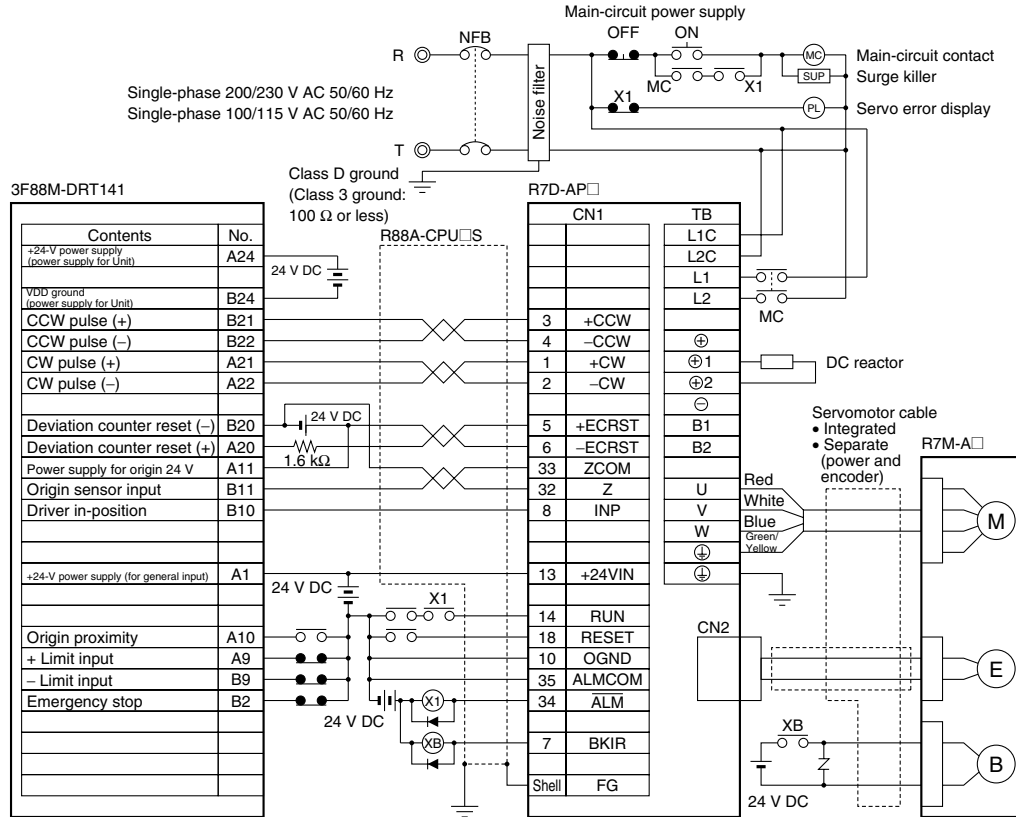 Main-circuit power supply
OFF ON
NFB
R
MC
Main-circuit contact
SUP
Surge killer
MC X1
Single-phase 200/230 V AC 50/60 Hz
Single-phase 100/115 V AC 50/60 Hz
Noise filter
X1
PL
Servo error display
T
Class D ground
(Class 3 ground:
100 Ω or less)
3F88M-DRT141
R88A-CPU□S
R7D-AP□
Contents No.
+24-V power supply
(power supply for Unit) A24
24 V DC
VDD ground
(power supply for Unit) B24
CCW pulse (+) B21
CCW pulse (−) B22
CW pulse (+) A21
CW pulse (−) A22
Deviation counter reset (−) B20
24 V DC
Deviation counter reset (+) A20
1.6 kΩ
Power supply for origin 24 V A11
Origin sensor input B11
Driver in-position B10
+24-V power supply (for general input) A1
24 V DC
X1
Origin proximity A10
+ Limit input A9
− Limit input B9
Emergency stop B2
24 V DC
X1
XB
CN1 TB
L1C
L2C
L1
L2
MC
3 +CCW
4 −CCW ⊕
1 +CW ⊕1
2 −CW ⊕2
DC reactor
⊖
5 +ECRST B1
6 −ECRST B2
33 ZCOM
32 Z U
8 INP V
W
13 +24VIN
14 RUN
18 RESET
10 OGND
35 ALMCOM
34 ALM
7 BKIR
Shell FG
Red
White
Blue
Green/
Yellow
CN2
Servomotor cable
• Integrated
• Separate
(power and
encoder)
R7M-A□
M
E
XB
B
24 V DC